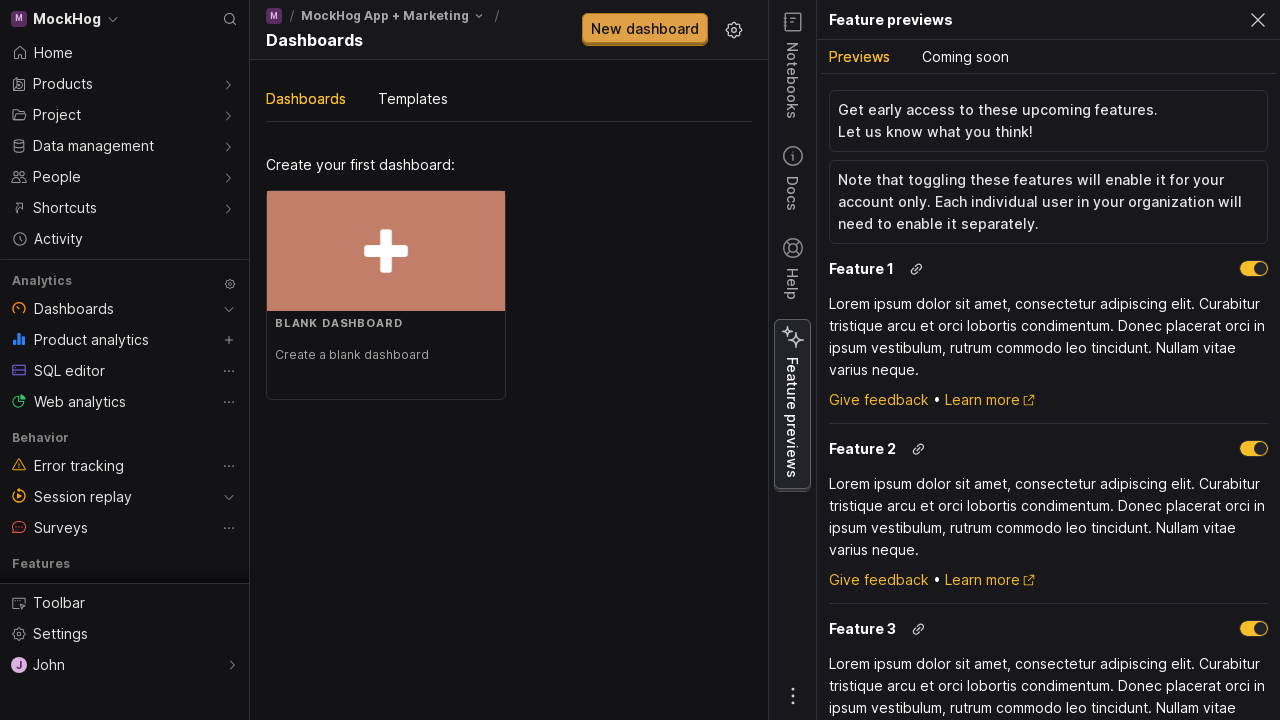 M MockHog
Home
Products
Project
Data management
People
Shortcuts
Activity
Analytics
Dashboards
Product analytics
SQL editor
Web analytics
Behavior
Error tracking
Session replay
Surveys
Features
Toolbar
Settings
J John
M / MockHog App + Marketing /
Dashboards
New dashboard
Dashboards Templates
Create your first dashboard:
BLANK DASHBOARD
Create a blank dashboard
Notebooks
Docs
Help
Feature previews
Feature previews
Previews Coming soon
Get early access to these upcoming features.
Let us know what you think!
Note that toggling these features will enable it for your
account only. Each individual user in your organization will
need to enable it separately.
Feature 1
Lorem ipsum dolor sit amet, consectetur adipiscing elit. Curabitur
tristique arcu et orci lobortis condimentum. Donec placerat orci in
ipsum vestibulum, rutrum commodo leo tincidunt. Nullam vitae
varius neque.
Give feedback • Learn more
Feature 2
Lorem ipsum dolor sit amet, consectetur adipiscing elit. Curabitur
tristique arcu et orci lobortis condimentum. Donec placerat orci in
ipsum vestibulum, rutrum commodo leo tincidunt. Nullam vitae
varius neque.
Give feedback • Learn more
Feature 3
Lorem ipsum dolor sit amet, consectetur adipiscing elit. Curabitur
tristique arcu et orci lobortis condimentum. Donec placerat orci in
ipsum vestibulum, rutrum commodo leo tincidunt. Nullam vitae